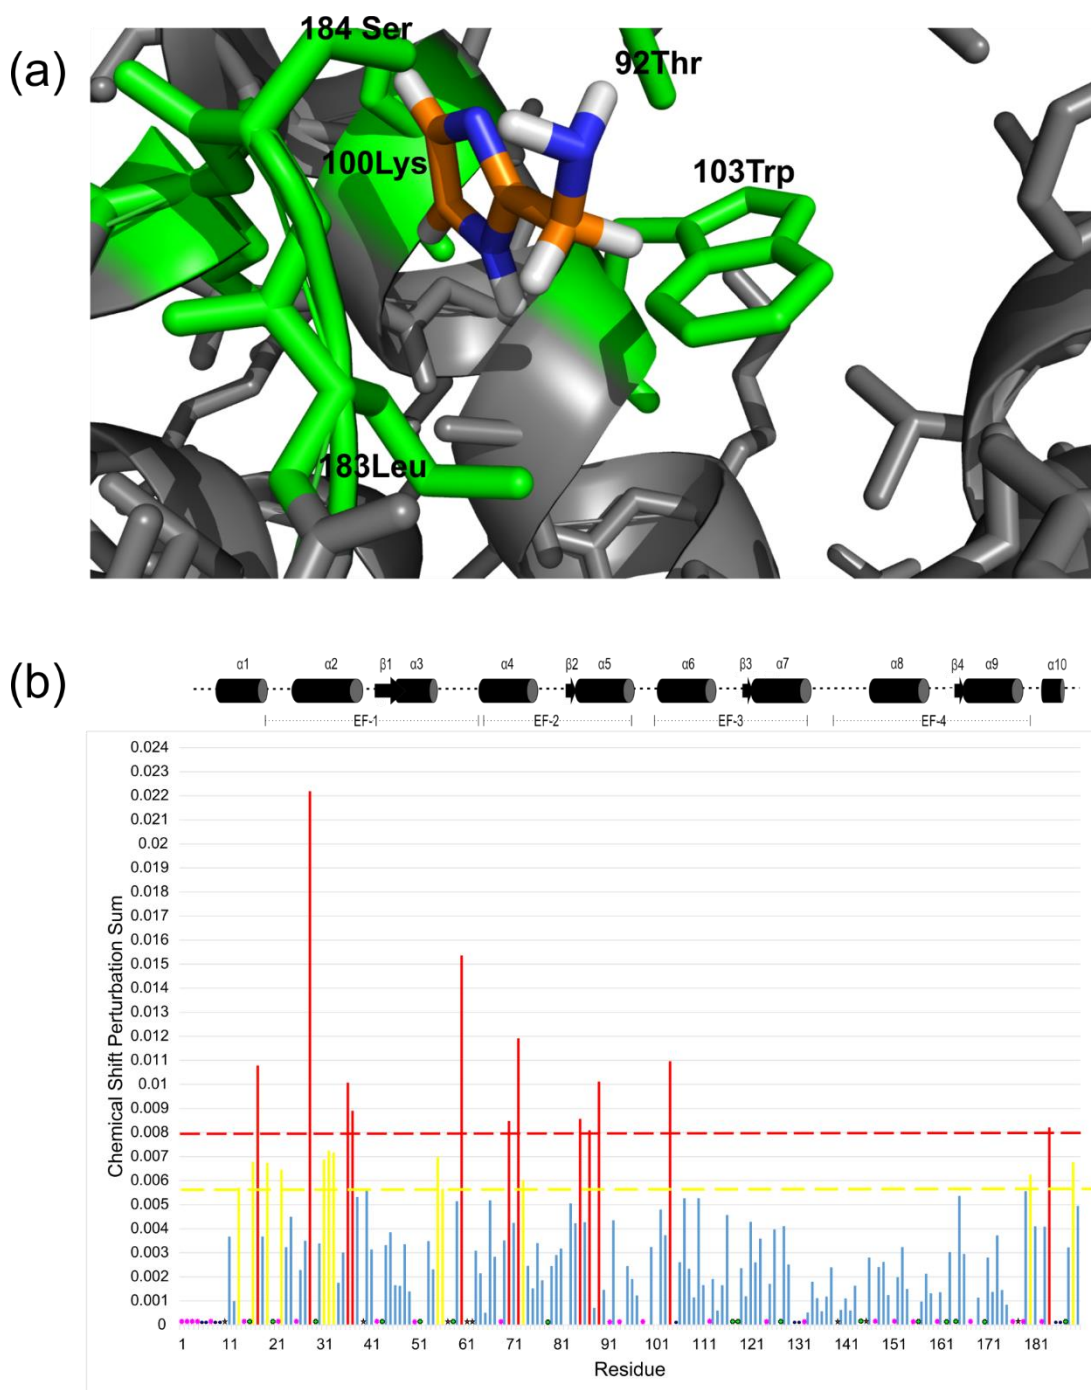 (a)
184 Ser
92Thr
100Lys
103Trp
183Leu
(b)
α1 α2 β1 α3 α4 β2 α5 α6 β3 α7 α8 β4 α9 α10
EF-1 EF-2 EF-3 EF-4
Chemical Shift Perturbation Sum
0.024
0.023
0.022
0.021
0.02
0.019
0.018
0.017
0.016
0.015
0.014
0.013
0.012
0.011
0.01
0.009
0.008
0.007
0.006
0.005
0.004
0.003
0.002
0.001
0
1 11 21 31 41 51 61 71 81 91 101 111 121 131 141 151 161 171 181
Residue